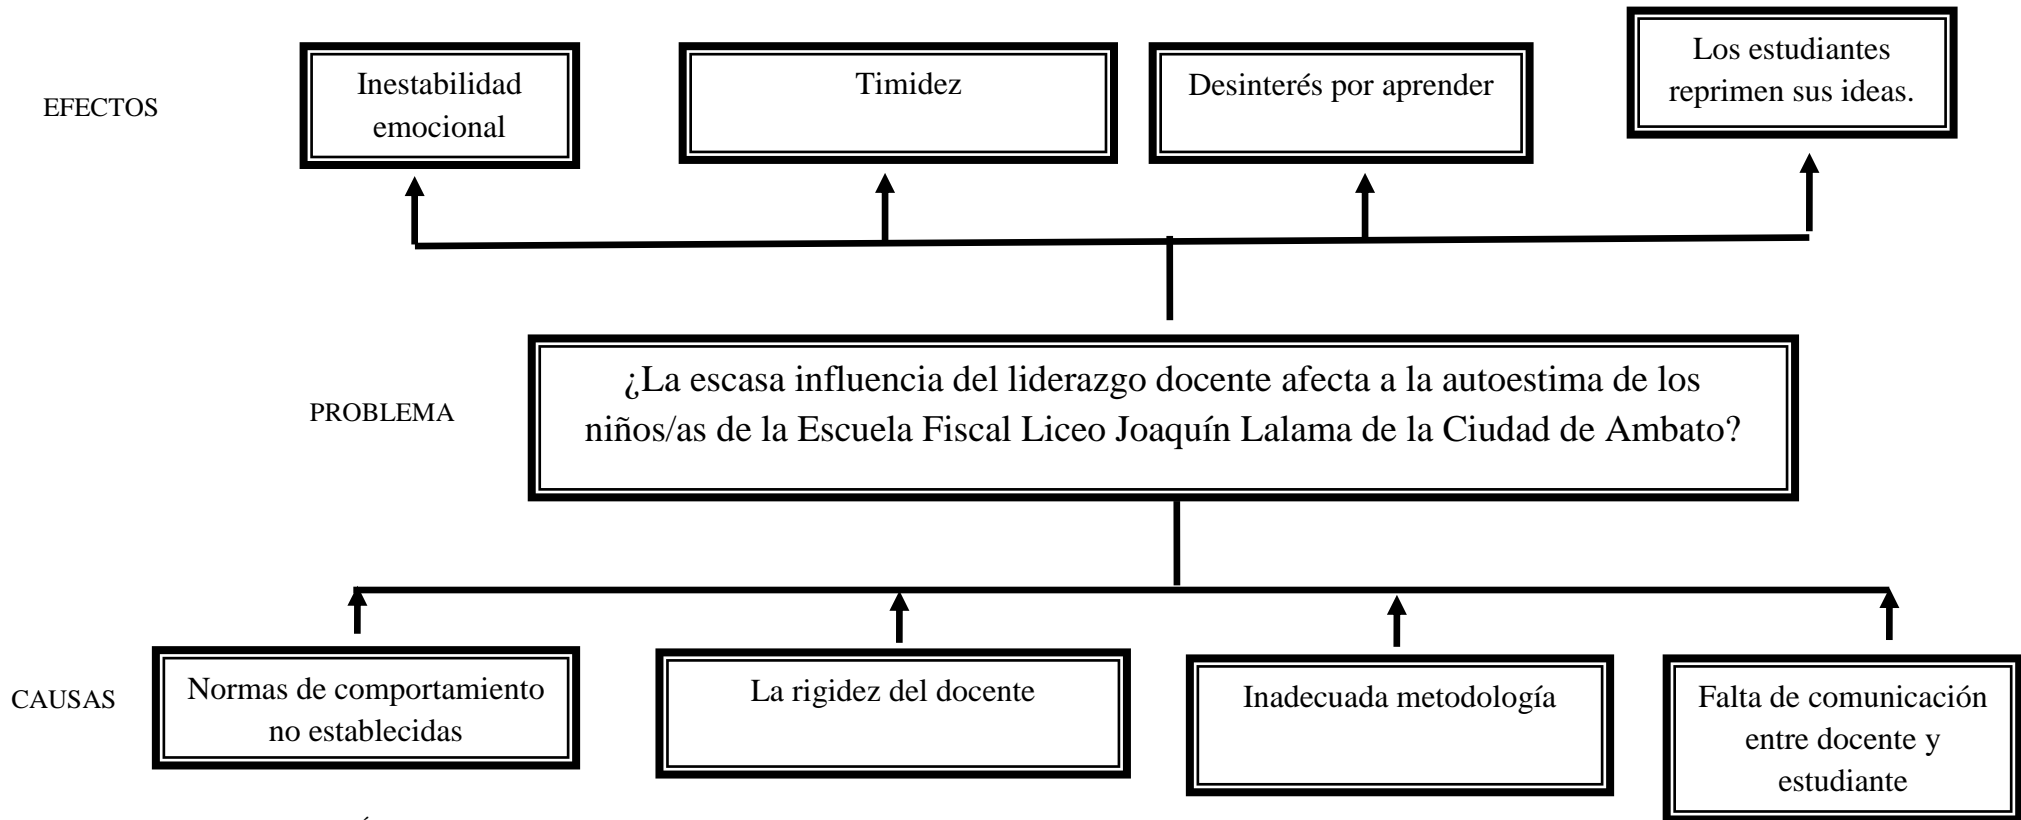 EFECTOS
Inestabilidad
emocional
Timidez
Desinterés por aprender
Los estudiantes
reprimen sus ideas.
PROBLEMA
¿La escasa influencia del liderazgo docente afecta a la autoestima de los
niños/as de la Escuela Fiscal Liceo Joaquín Lalama de la Ciudad de Ambato?
CAUSAS
Normas de comportamiento
no establecidas
La rigidez del docente
Inadecuada metodología
Falta de comunicación
entre docente y
estudiante